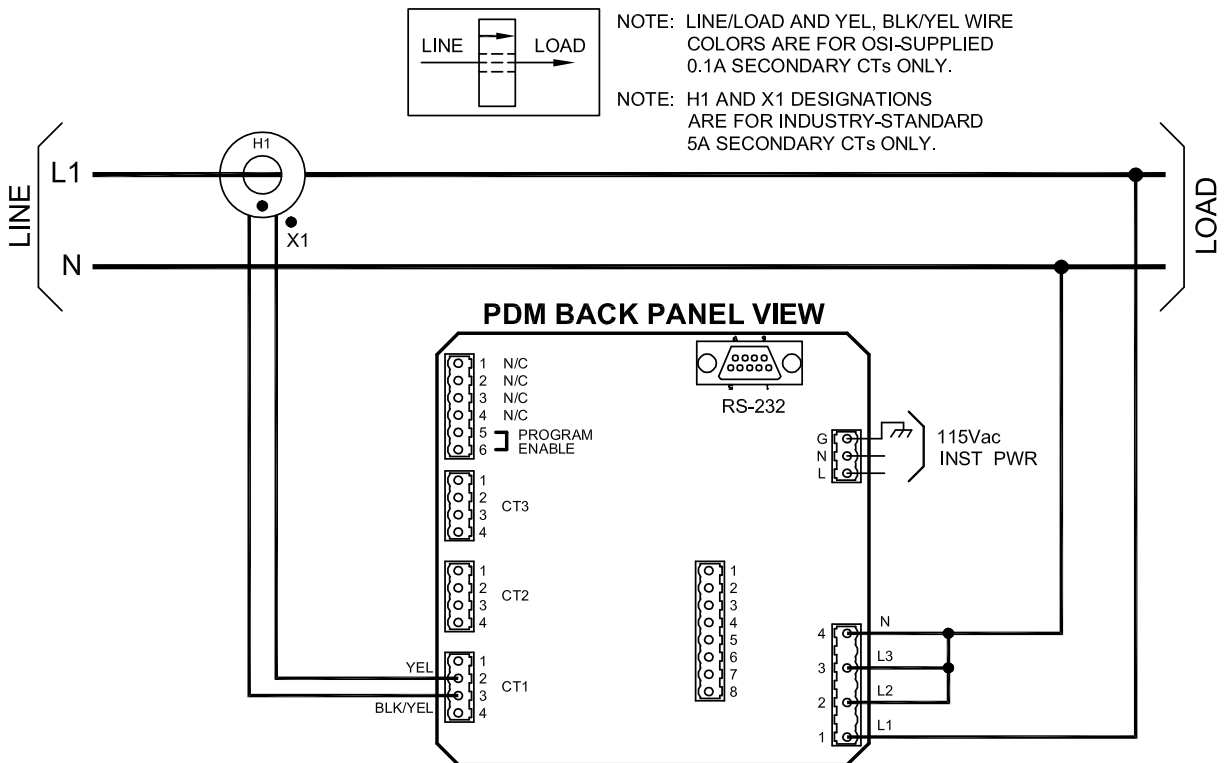 LINE
LOAD
NOTE: LINE/LOAD AND YEL, BLK/YEL WIRE
COLORS ARE FOR OSI-SUPPLIED
0.1A SECONDARY CTs ONLY.
NOTE: H1 AND X1 DESIGNATIONS
ARE FOR INDUSTRY-STANDARD
5A SECONDARY CTs ONLY.
LINE
L1
N
H1
X1
LOAD
PDM BACK PANEL VIEW
1 N/C
2 N/C
3 N/C
4 N/C
5
6
PROGRAM
ENABLE
1
2
3
4
CT3
1
2
3
4
CT2
1
2
3
4
CT1
YEL
BLK/YEL
RS-232
G
N
L
115Vac
INST PWR
1
2
3
4
5
6
7
8
4 N
3 L3
2 L2
1 L1